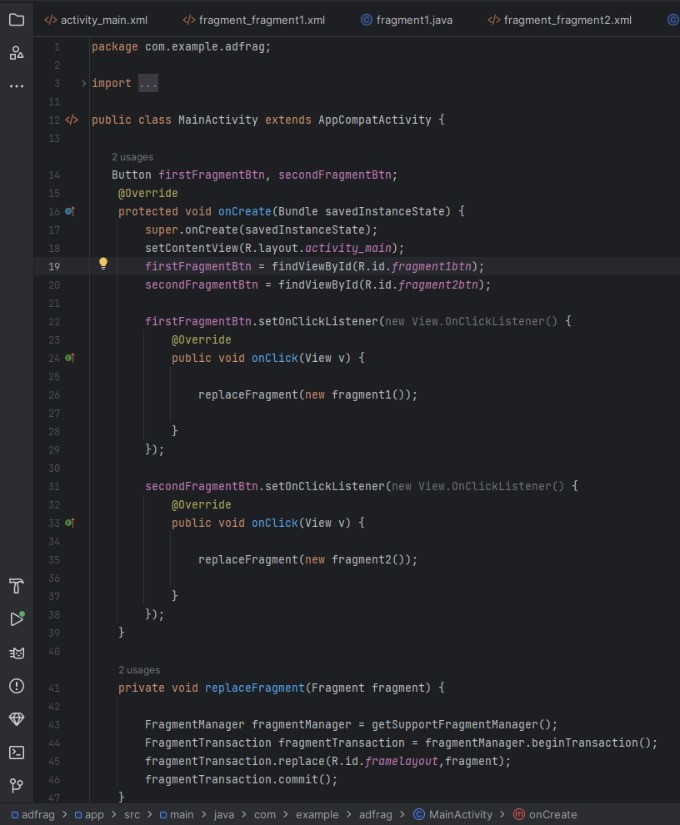 activity_main.xml fragment_fragment1.xml fragment1.java fragment_fragment2.xml
1 package com.example.adfrag;
2
3 import ...
11
12 public class MainActivity extends AppCompatActivity {
13
2 usages
14 Button firstFragmentBtn, secondFragmentBtn;
15 @Override
16 protected void onCreate(Bundle savedInstanceState) {
17 super.onCreate(savedInstanceState);
18 setContentView(R.layout.activity_main);
19 firstFragmentBtn = findViewById(R.id.fragment1btn);
20 secondFragmentBtn = findViewById(R.id.fragment2btn);
21
22 firstFragmentBtn.setOnClickListener(new View.OnClickListener() {
23 @Override
24 public void onClick(View v) {
25
26 replaceFragment(new fragment1());
27
28 }
29 });
30
31 secondFragmentBtn.setOnClickListener(new View.OnClickListener() {
32 @Override
33 public void onClick(View v) {
34
35 replaceFragment(new fragment2());
36
37 }
38 });
39 }
40
2 usages
41 private void replaceFragment(Fragment fragment) {
42
43 FragmentManager fragmentManager = getSupportFragmentManager();
44 FragmentTransaction fragmentTransaction = fragmentManager.beginTransaction();
45 fragmentTransaction.replace(R.id.framelayout,fragment);
46 fragmentTransaction.commit();
47 }
adfrag > app > src > main > java > com > example > adfrag > MainActivity > onCreate